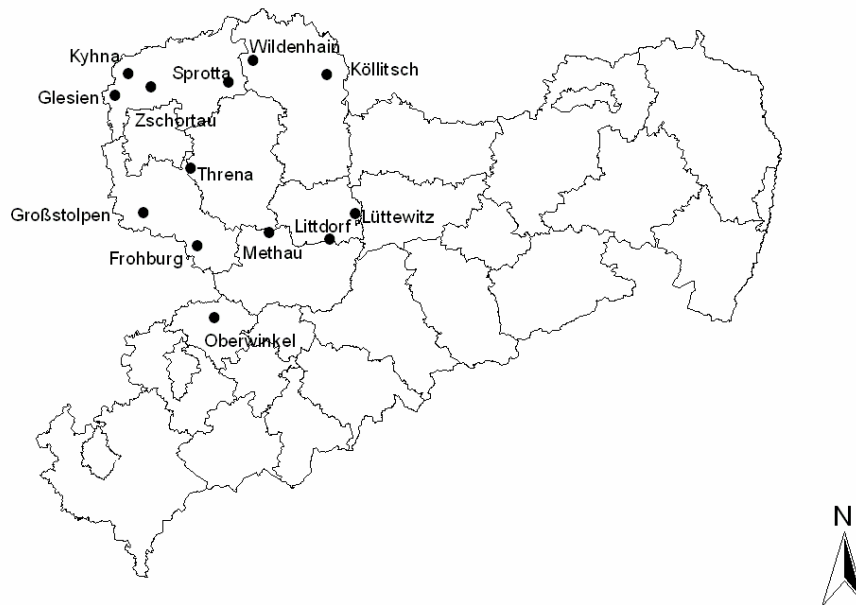 Wildenhain
Kyhna
Sprotta
Köllitsch
Glesien
Zschortau
Threna
Großstolpen
Lüttewitz
Littdorf
Methau
Frohburg
Oberwinkel
N